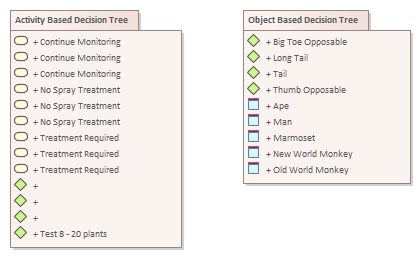 Activity Based Decision Tree
+ Continue Monitoring
+ Continue Monitoring
+ Continue Monitoring
+ No Spray Treatment
+ No Spray Treatment
+ No Spray Treatment
+ Treatment Required
+ Treatment Required
+ Treatment Required
+
+
+
+ Test 8 - 20 plants
Object Based Decision Tree
+ Big Toe Opposable
+ Long Tail
+ Tail
+ Thumb Opposable
+ Ape
+ Man
+ Marmoset
+ New World Monkey
+ Old World Monkey